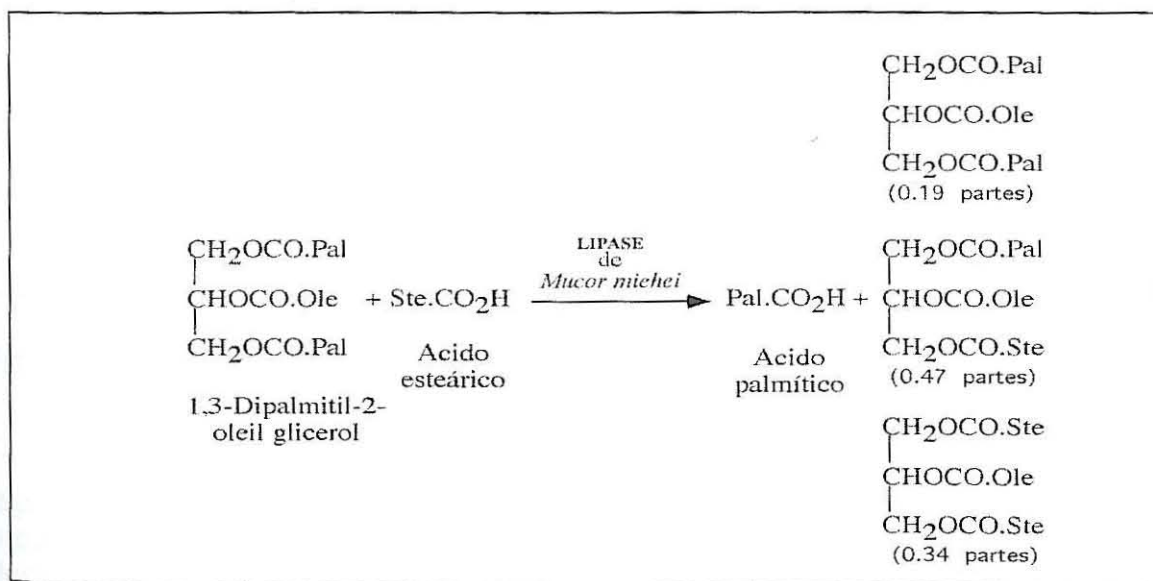 CH2OCO.Pal
CHOCO.Ole
CH2OCO.Pal
(0.19 partes)
CH2OCO.Pal
CHOCO.Ole
CH2OCO.Pal
1,3-Dipalmitil-2-
oleil glicerol
+ Ste.CO2H
Acido
esteárico
LIPASE
de
Mucor michei
Pal.CO2H +
Acido
palmítico
CH2OCO.Pal
CHOCO.Ole
CH2OCO.Ste
(0.47 partes)
CH2OCO.Ste
CHOCO.Ole
CH2OCO.Ste
(0.34 partes)